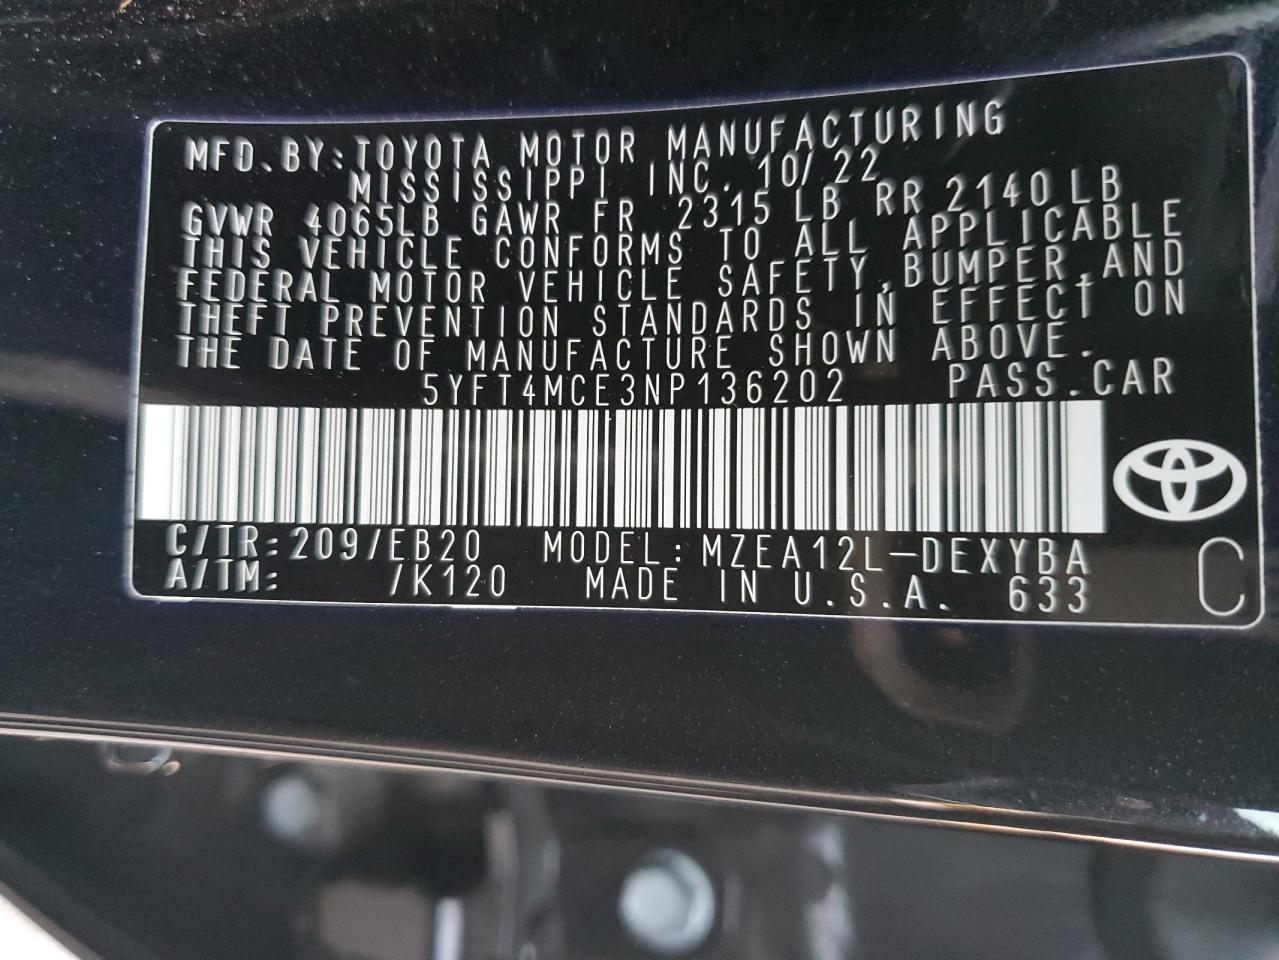 MFD.BY:TOYOTA MOTOR MANUFACTURING
MISSISSIPPI INC. 10/22
GVWR 4065LB GAWR FR 2315 LB RR 2140LB
THIS VEHICLE CONFORMS TO ALL APPLICABLE
FEDERAL MOTOR VEHICLE SAFETY,BUMPER,AND
THEFT PREVENTION STANDARDS IN EFFECT ON
THE DATE OF MANUFACTURE SHOWN ABOVE.
5YFT4MCE3NP136202 PASS.CAR
C/TR:209/EB20 MODEL:MZEA12L-DEXYBA
A/TM: /K120 MADE IN U.S.A. 633
C